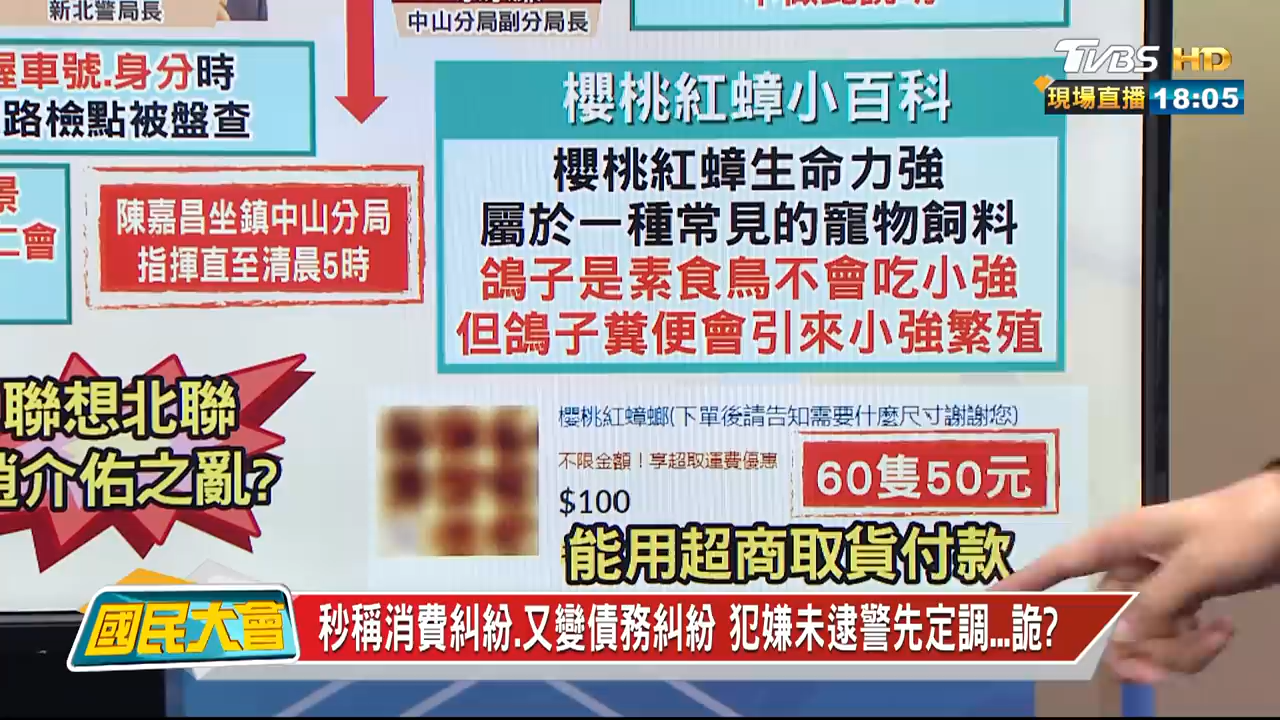 新北警局長
中山分局副分局長
TVBS HD
現場直播 18:05
握車號.身分時
路檢點被盤查
仁會
陳嘉昌坐鎮中山分局
指揮直至清晨5時
櫻桃紅蟑小百科
櫻桃紅蟑生命力強
屬於一種常見的寵物飼料
鴿子是素食鳥不會吃小強
但鴿子糞便會引來小強繁殖
聯想北聯
趙介佑之亂?
櫻桃紅蟑螂(下單後請告知需要什麼尺寸謝謝您)
不限金額！享超取運費優惠
$100
60隻50元
能用超商取貨付款
國民大會
秒稱消費糾紛.又變債務糾紛 犯嫌未逮警先定調...詭?